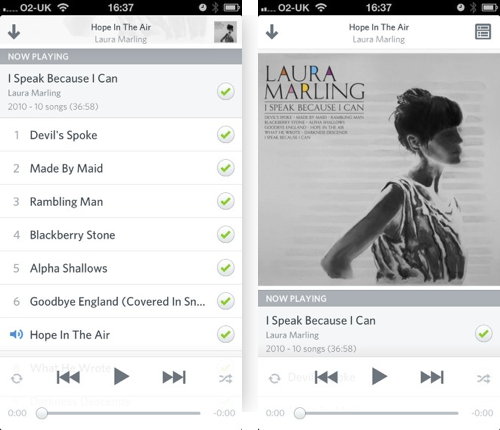 O2-UK 16:37
Hope In The Air
Laura Marling
NOW PLAYING
I Speak Because I Can
Laura Marling
2010 - 10 songs (36:58)
1 Devil's Spoke
2 Made By Maid
3 Rambling Man
4 Blackberry Stone
5 Alpha Shallows
6 Goodbye England (Covered In Sn...
Hope In The Air
8 What He Wrote
0:00 -0:00
O2-UK 16:37
Hope In The Air
Laura Marling
LAURA
MARLING
I SPEAK BECAUSE I CAN
DEVIL'S SPOKE · MADE BY MAID · RAMBLING MAN
BLACKBERRY STONE · ALPHA SHALLOWS
GOODBYE ENGLAND · HOPE IN THE AIR
WHAT HE WROTE · DARKNESS DESCENDS
I SPEAK BECAUSE I CAN
NOW PLAYING
I Speak Because I Can
Laura Marling
2010 - 10 songs (36:58)
Devil's Spoke
0:00 -0:00